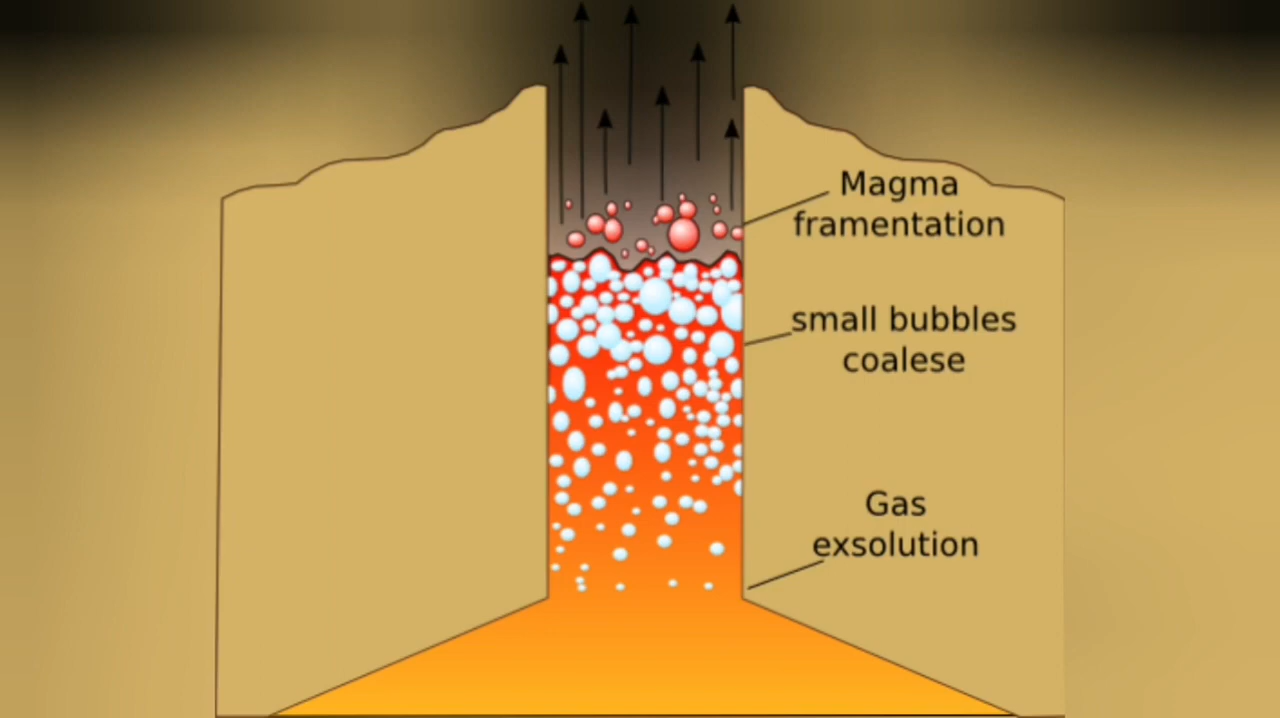 Magma
framentation
small bubbles
coalese
Gas
exsolution